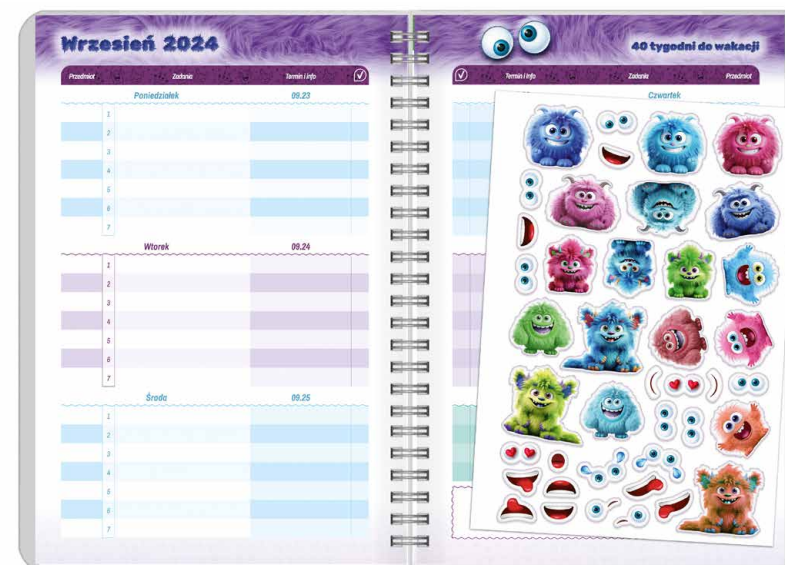 Wrzesień 2024
Przedmiot Zadania Termin i info
Poniedziałek 09.23
1
2
3
4
5
6
7
Wtorek 09.24
1
2
3
4
5
6
7
Środa 09.25
1
2
3
4
5
6
7
40 tygodni do wakacji
Termin i info Zadania Przedmiot
Czwartek